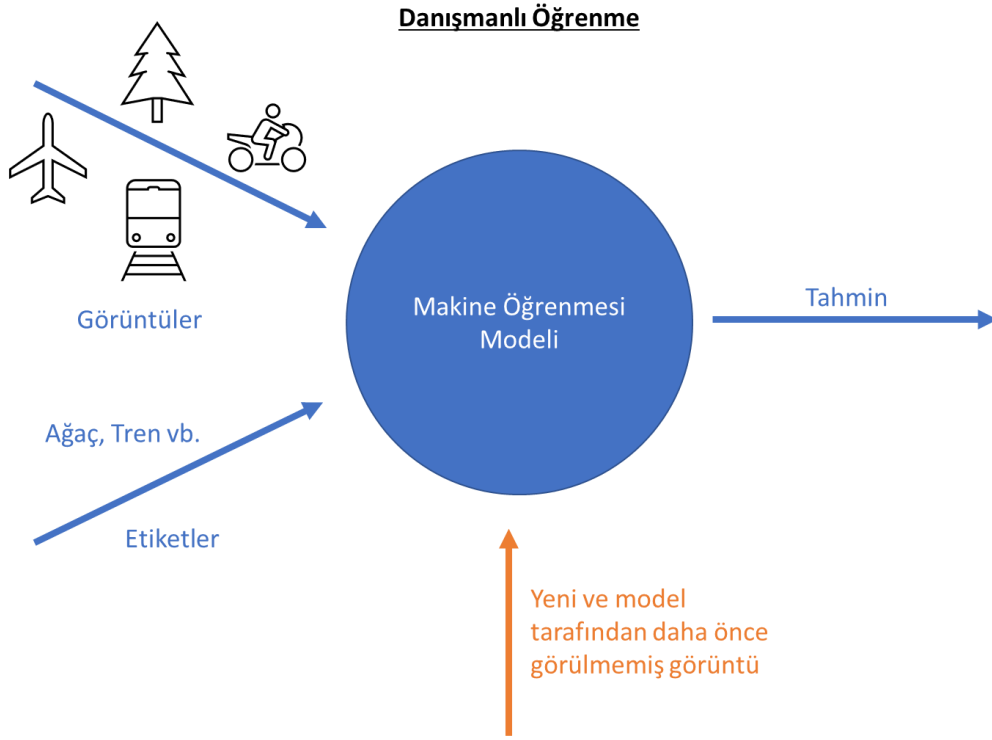 Danışmanlı Öğrenme
Görüntüler
Makine Öğrenmesi
Modeli
Tahmin
Ağaç, Tren vb.
Etiketler
Yeni ve model
tarafından daha önce
görülmemiş görüntü